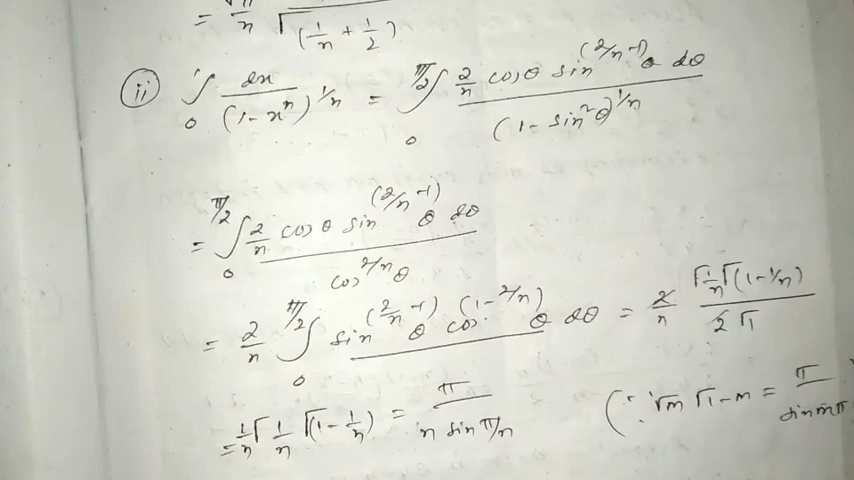 = √π/n Γ(1/n + 1/2)
(ii) ∫₀¹ dx/(1-xⁿ)^(1/n) = ∫₀^(π/2) (2/n cosθ sin^(2/n-1)θ dθ)/(1-sin²θ)^(1/n)
= ∫₀^(π/2) (2/n cosθ sin^(2/n-1)θ dθ)/(cos^(2/n)θ)
= 2/n ∫₀^(π/2) sin^(2/n-1)θ cos^(1-2/n)θ dθ = 2/n Γ(1/n)Γ(1-1/n)/(2Γ1)
= 1/n Γ(1/n) Γ(1-1/n) = π/(n sin π/n) (∵ Γm Γ1-m = π/sin mπ